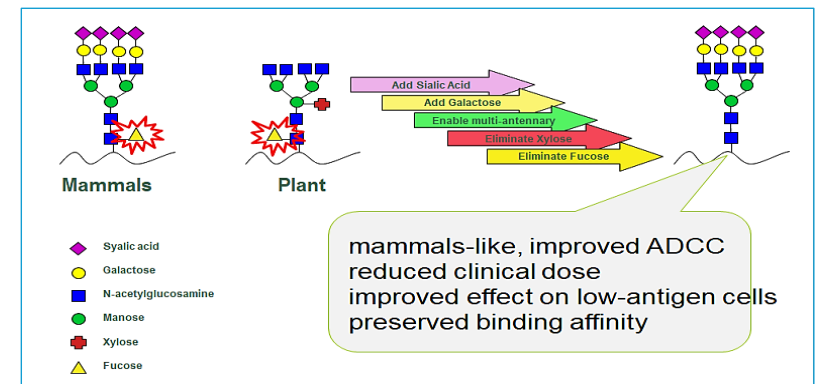 Add Sialic Acid
Add Galactose
Enable multi-antennary
Eliminate Xylose
Eliminate Fucose
Mammals
Plant
mammals-like, improved ADCC
reduced clinical dose
improved effect on low-antigen cells
preserved binding affinity
Syalic acid
Galactose
N-acetylglucosamine
Manose
Xylose
Fucose